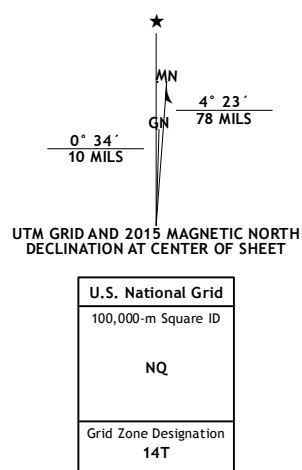 ★
MN
4° 23´
78 MILS
GN
0° 34´
10 MILS
UTM GRID AND 2015 MAGNETIC NORTH
DECLINATION AT CENTER OF SHEET
U.S. National Grid
100,000-m Square ID
NQ
Grid Zone Designation
14T